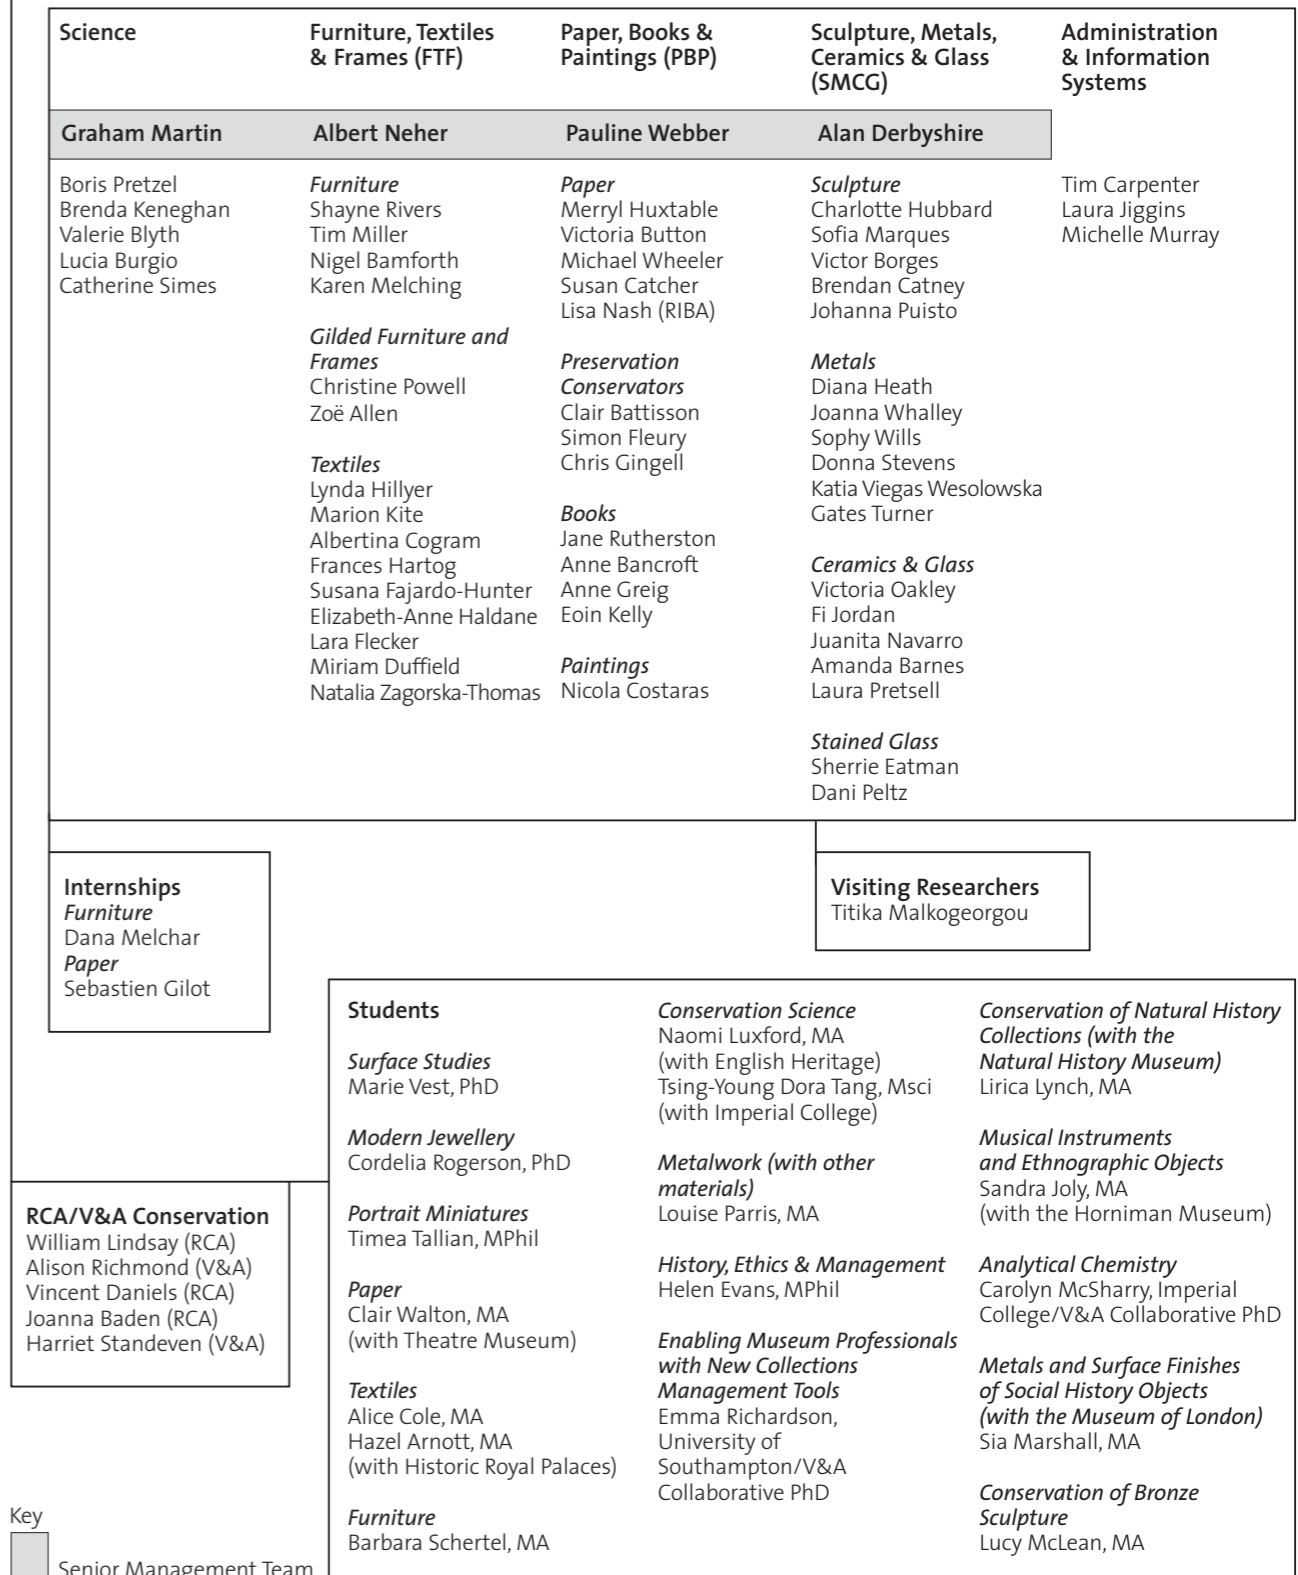 Science
Furniture, Textiles
& Frames (FTF)
Paper, Books &
Paintings (PBP)
Sculpture, Metals,
Ceramics & Glass
(SMCG)
Administration
& Information
Systems
Graham Martin
Albert Neher
Pauline Webber
Alan Derbyshire
Boris Pretzel
Brenda Keneghan
Valerie Blyth
Lucia Burgio
Catherine Simes
Furniture
Shayne Rivers
Tim Miller
Nigel Bamforth
Karen Melching
Gilded Furniture and
Frames
Christine Powell
Zoë Allen
Textiles
Lynda Hillyer
Marion Kite
Albertina Cogram
Frances Hartog
Susana Fajardo-Hunter
Elizabeth-Anne Haldane
Lara Flecker
Miriam Duffield
Natalia Zagorska-Thomas
Paper
Merryl Huxtable
Victoria Button
Michael Wheeler
Susan Catcher
Lisa Nash (RIBA)
Preservation
Conservators
Clair Battisson
Simon Fleury
Chris Gingell
Books
Jane Rutherston
Anne Bancroft
Anne Greig
Eoin Kelly
Paintings
Nicola Costaras
Sculpture
Charlotte Hubbard
Sofia Marques
Victor Borges
Brendan Catney
Johanna Puisto
Metals
Diana Heath
Joanna Whalley
Sophy Wills
Donna Stevens
Katia Viegas Wesolowska
Gates Turner
Ceramics & Glass
Victoria Oakley
Fi Jordan
Juanita Navarro
Amanda Barnes
Laura Pretsell
Stained Glass
Sherrie Eatman
Dani Peltz
Tim Carpenter
Laura Jiggins
Michelle Murray
Internships
Furniture
Dana Melchar
Paper
Sebastien Gilot
Visiting Researchers
Titika Malkogeorgou
RCA/V&A Conservation
William Lindsay (RCA)
Alison Richmond (V&A)
Vincent Daniels (RCA)
Joanna Baden (RCA)
Harriet Standeven (V&A)
Students
Surface Studies
Marie Vest, PhD
Modern Jewellery
Cordelia Rogerson, PhD
Portrait Miniatures
Timea Tallian, MPhil
Paper
Clair Walton, MA
(with Theatre Museum)
Textiles
Alice Cole, MA
Hazel Arnott, MA
(with Historic Royal Palaces)
Furniture
Barbara Schertel, MA
Conservation Science
Naomi Luxford, MA
(with English Heritage)
Tsing-Young Dora Tang, Msci
(with Imperial College)
Metalwork (with other
materials)
Louise Parris, MA
History, Ethics & Management
Helen Evans, MPhil
Enabling Museum Professionals
with New Collections
Management Tools
Emma Richardson,
University of
Southampton/V&A
Collaborative PhD
Conservation of Natural History
Collections (with the
Natural History Museum)
Lirica Lynch, MA
Musical Instruments
and Ethnographic Objects
Sandra Joly, MA
(with the Horniman Museum)
Analytical Chemistry
Carolyn McSharry, Imperial
College/V&A Collaborative PhD
Metals and Surface Finishes
of Social History Objects
(with the Museum of London)
Sia Marshall, MA
Conservation of Bronze
Sculpture
Lucy McLean, MA
Key
Senior Management Team